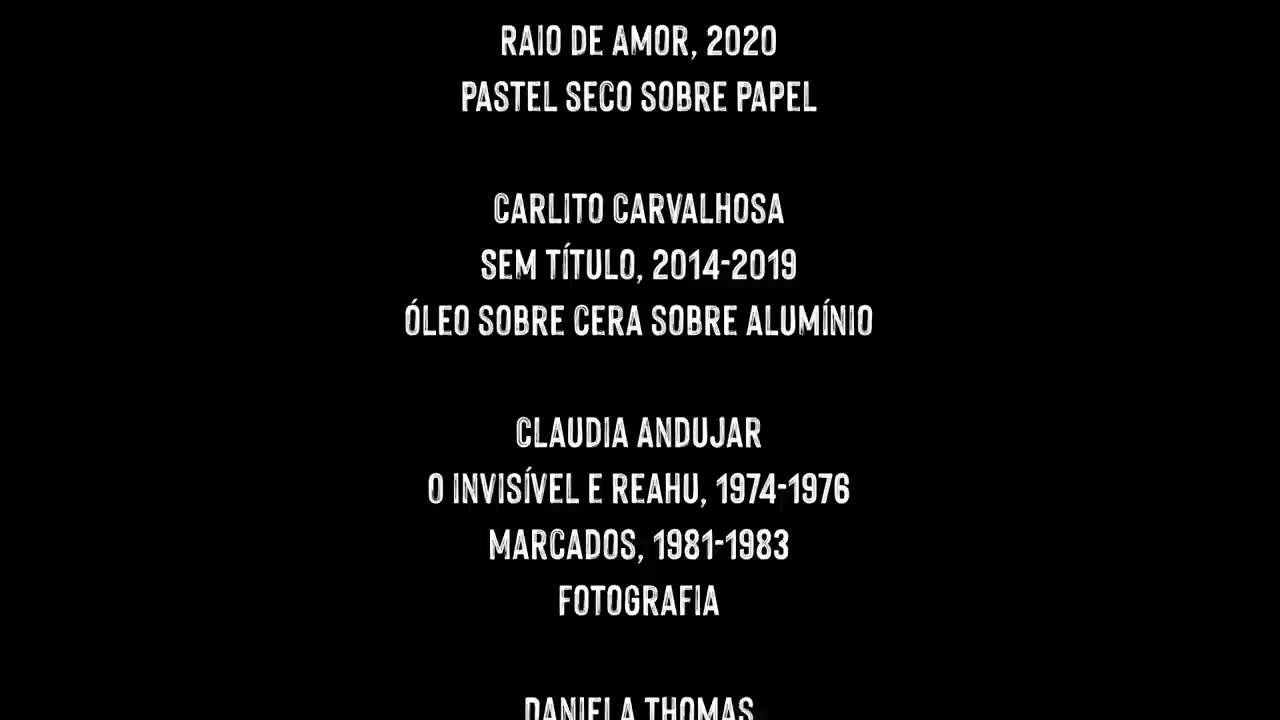 RAIO DE AMOR, 2020
PASTEL SECO SOBRE PAPEL
CARLITO CARVALHOSA
SEM TÍTULO, 2014-2019
ÓLEO SOBRE CERA SOBRE ALUMÍNIO
CLAUDIA ANDUJAR
O INVISÍVEL E REAHU, 1974-1976
MARCADOS, 1981-1983
FOTOGRAFIA
DANIELA THOMAS